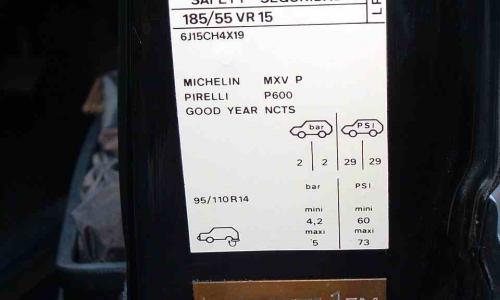 185/55 VR 15
6J15CH4X19
MICHELIN MXV P
PIRELLI P600
GOOD YEAR NCTS
bar PSI
2 2 29 29
bar PSI
95/110R14
mini mini
4,2 60
maxi maxi
5 73